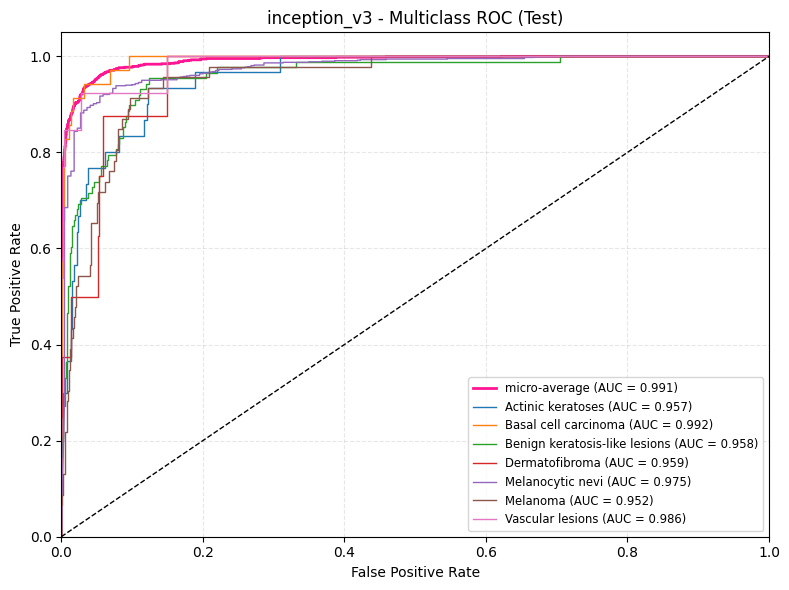 inception_v3 - Multiclass ROC (Test)
True Positive Rate
1.0
0.8
0.6
0.4
0.2
0.0
micro-average (AUC = 0.991)
Actinic keratoses (AUC = 0.957)
Basal cell carcinoma (AUC = 0.992)
Benign keratosis-like lesions (AUC = 0.958)
Dermatofibroma (AUC = 0.959)
Melanocytic nevi (AUC = 0.975)
Melanoma (AUC = 0.952)
Vascular lesions (AUC = 0.986)
0.0 0.2 0.4 0.6 0.8 1.0
False Positive Rate